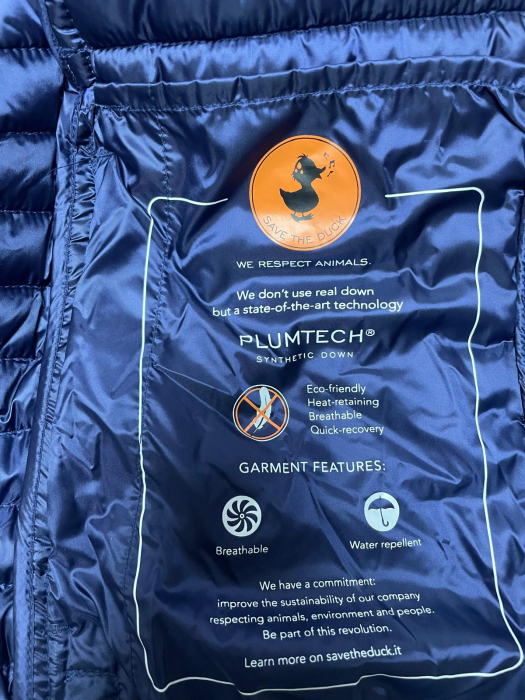 SAVE THE DUCK
WE RESPECT ANIMALS.
We don't use real down
but a state-of-the-art technology
PLUMTECH®
SYNTHETIC DOWN
Eco-friendly
Heat-retaining
Breathable
Quick-recovery
GARMENT FEATURES:
Breathable
Water repellent
We have a commitment:
improve the sustainability of our company
respecting animals, environment and people.
Be part of this revolution.
Learn more on savetheduck.it